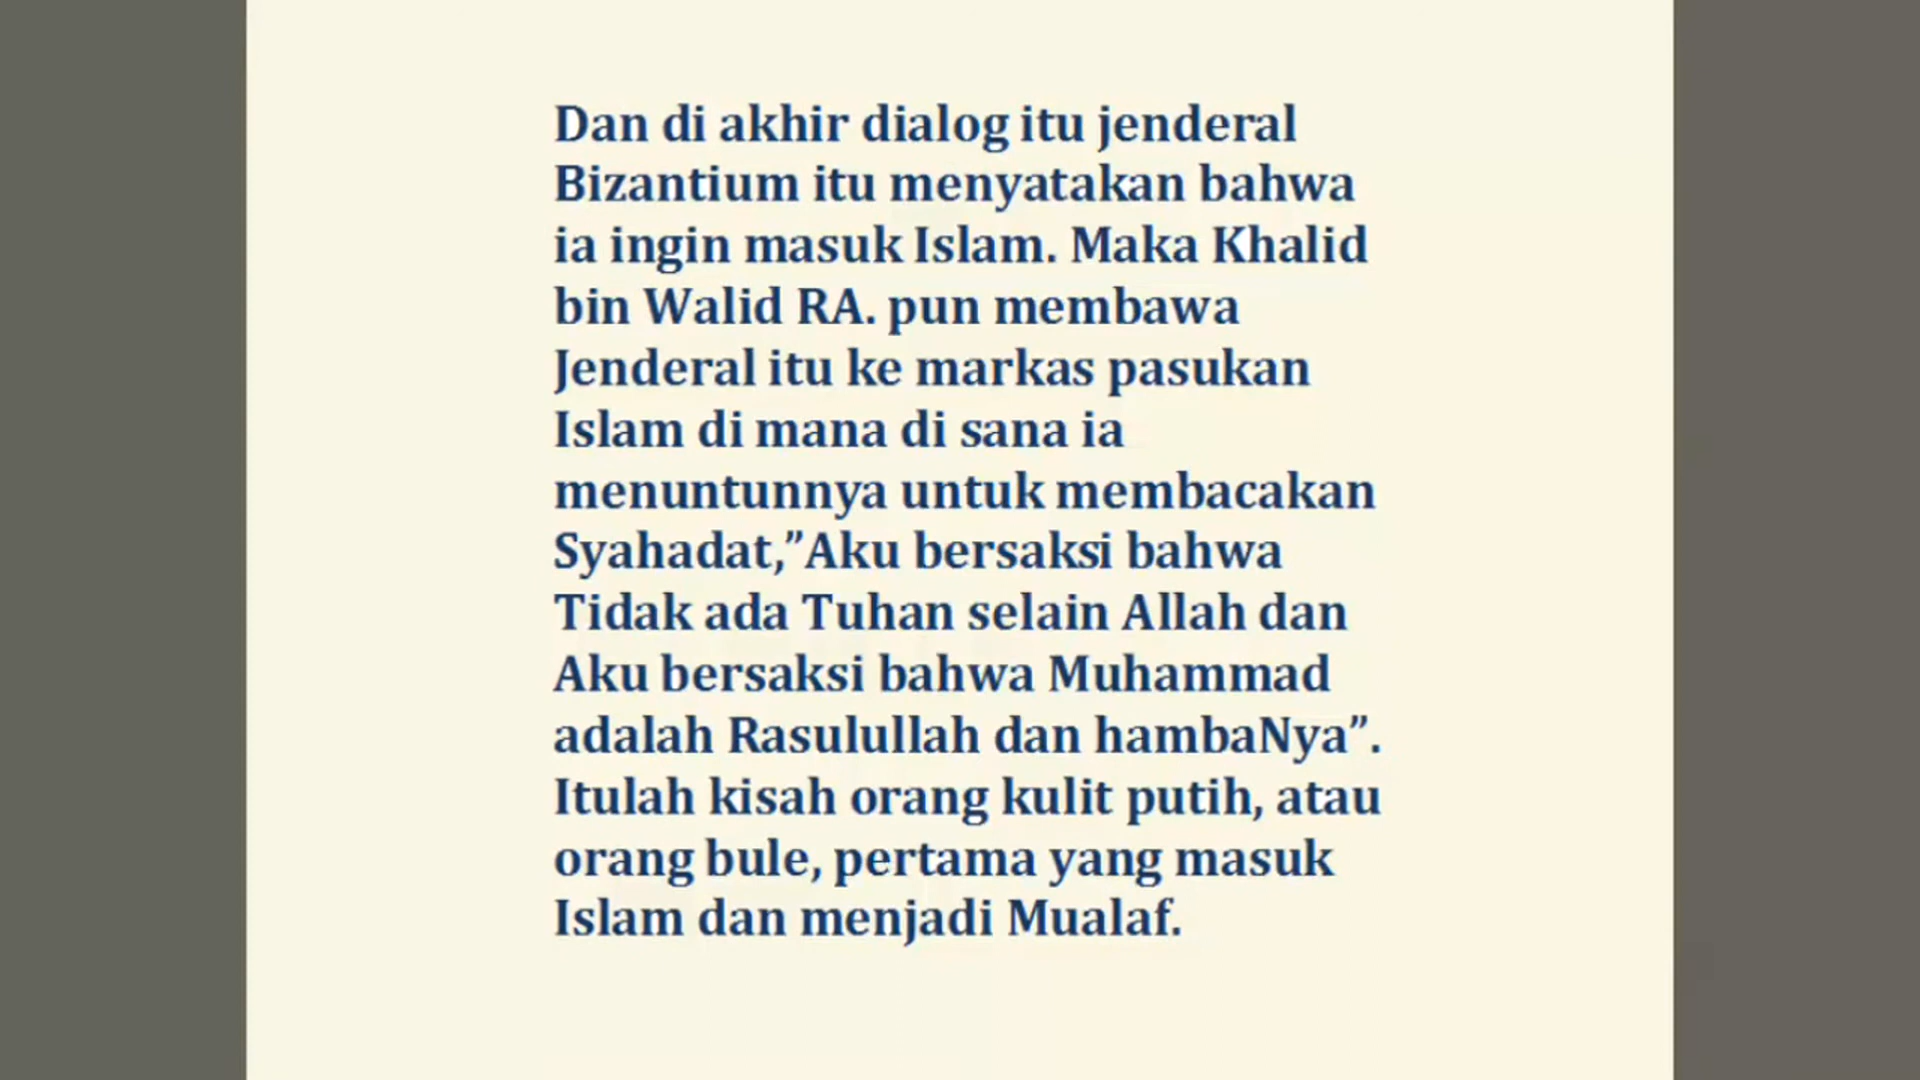 Dan di akhir dialog itu jenderal
Bizantium itu menyatakan bahwa
ia ingin masuk Islam. Maka Khalid
bin Walid RA. pun membawa
Jenderal itu ke markas pasukan
Islam di mana di sana ia
menuntunnya untuk membacakan
Syahadat,”Aku bersaksi bahwa
Tidak ada Tuhan selain Allah dan
Aku bersaksi bahwa Muhammad
adalah Rasulullah dan hambaNya”.
Itulah kisah orang kulit putih, atau
orang bule, pertama yang masuk
Islam dan menjadi Mualaf.